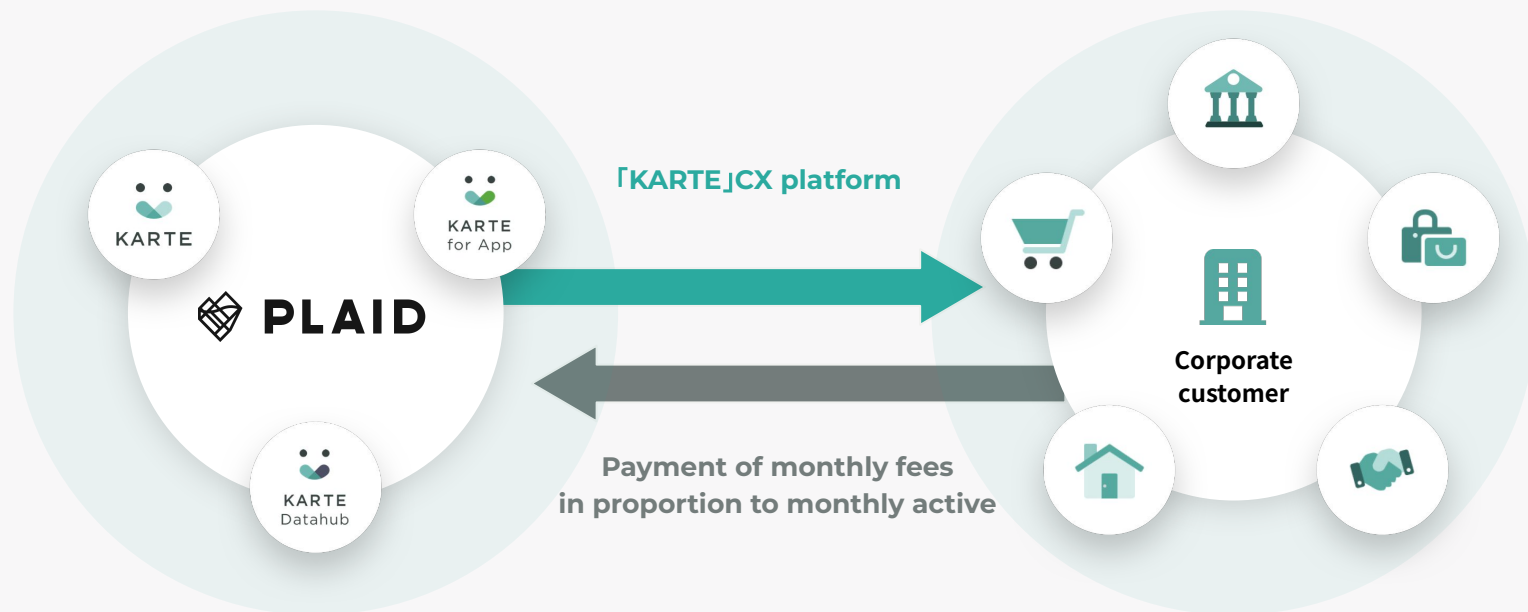 KARTE
KARTE
for App
PLAID
KARTE
Datahub
「KARTE」CX platform
Payment of monthly fees
in proportion to monthly active
Corporate
customer